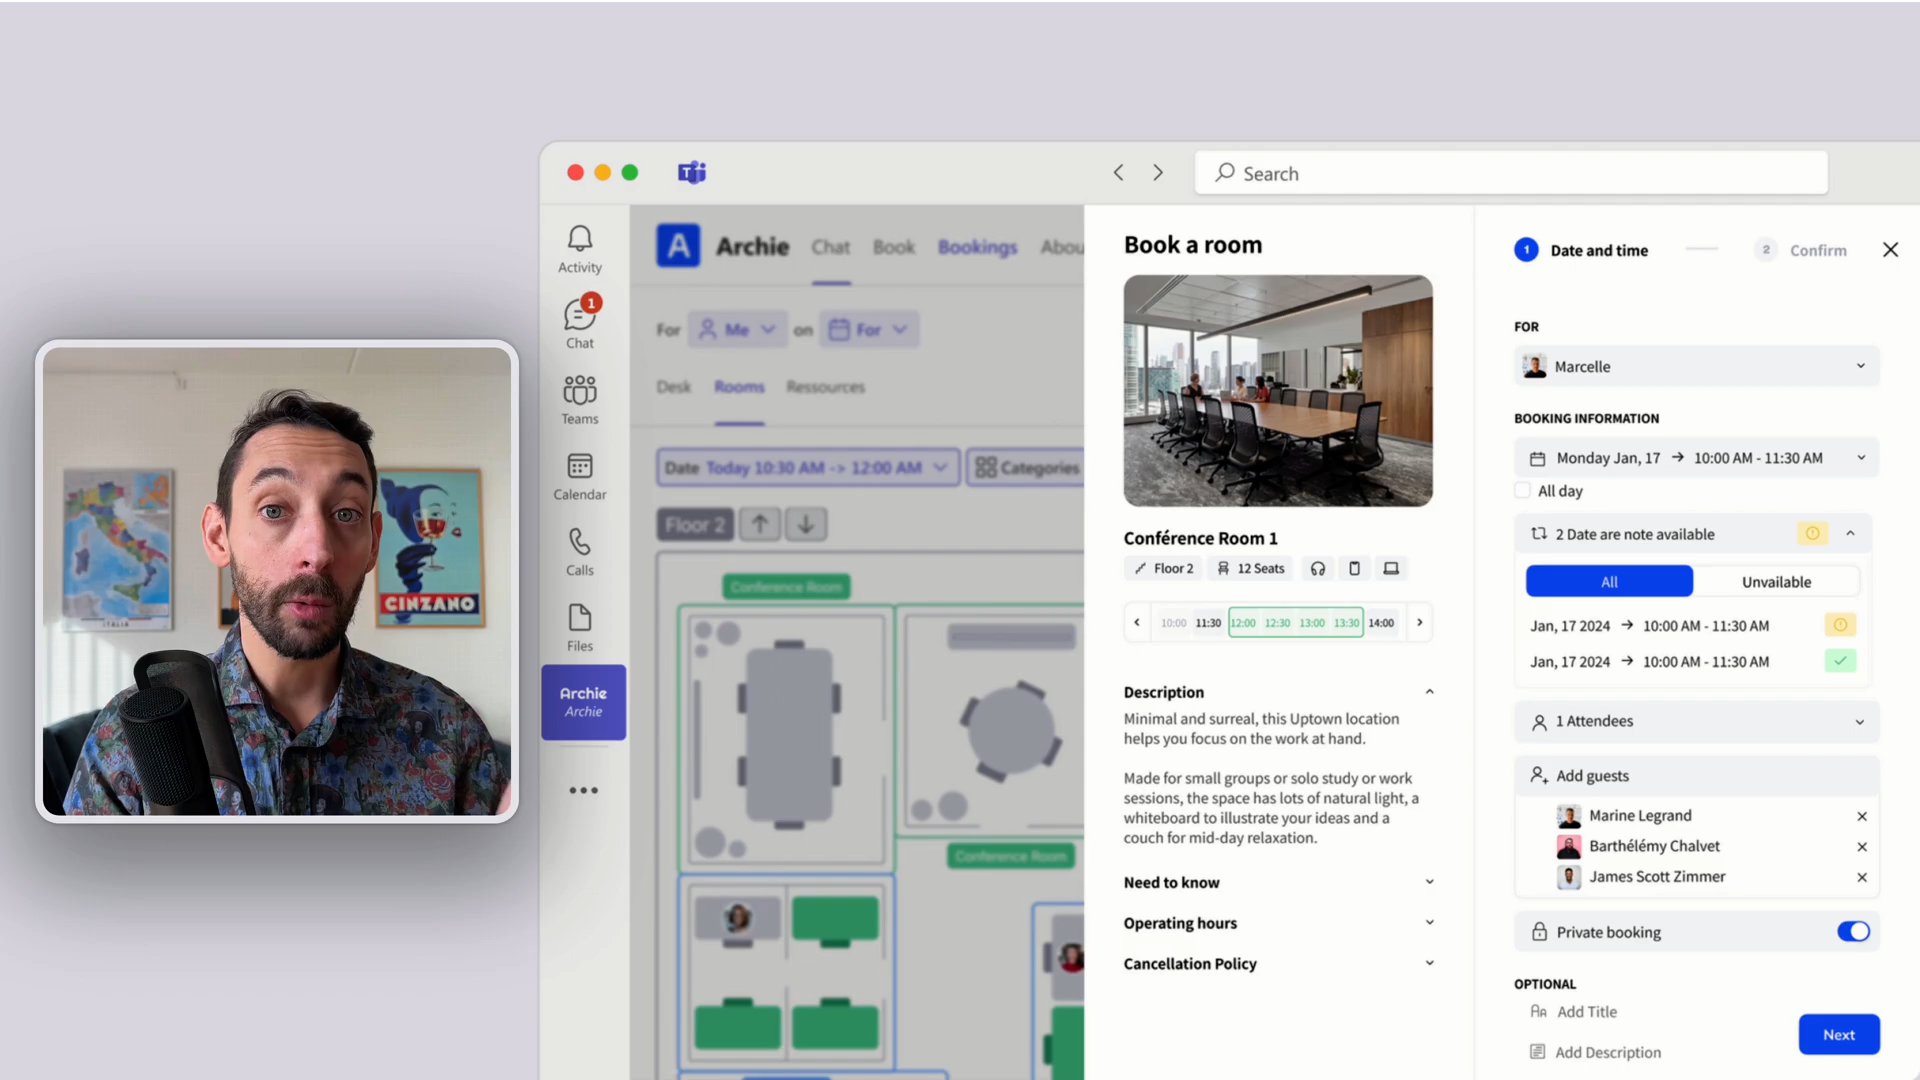 Search
Activity
1
Chat
Teams
Calendar
Calls
Files
Archie
Archie
A Archie Chat Book Bookings Abou
For Me on For
Desk Rooms Ressources
Date Today 10:30 AM -> 12:00 AM Categories
Floor 2
Conference Room
Conference Room
ITALIA
CINZANO
Book a room
Conférence Room 1
Floor 2 12 Seats
10:00 11:30 12:00 12:30 13:00 13:30 14:00
Description
Minimal and surreal, this Uptown location
helps you focus on the work at hand.
Made for small groups or solo study or work
sessions, the space has lots of natural light, a
whiteboard to illustrate your ideas and a
couch for mid-day relaxation.
Need to know
Operating hours
Cancellation Policy
1 Date and time 2 Confirm
FOR
Marcelle
BOOKING INFORMATION
Monday Jan, 17 → 10:00 AM - 11:30 AM
All day
2 Date are note available
All Unvailable
Jan, 17 2024 → 10:00 AM - 11:30 AM
Jan, 17 2024 → 10:00 AM - 11:30 AM
1 Attendees
Add guests
Marine Legrand
Barthélémy Chalvet
James Scott Zimmer
Private booking
OPTIONAL
Add Title
Add Description
Next